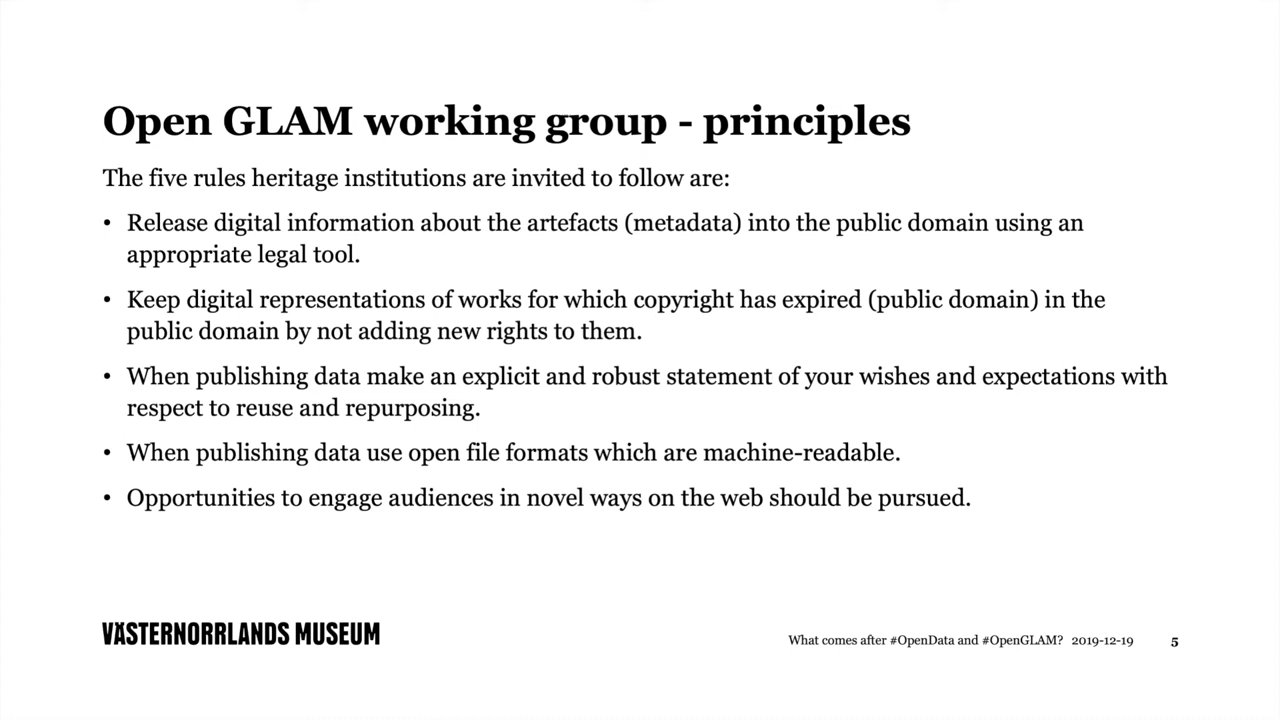 Open GLAM working group - principles
The five rules heritage institutions are invited to follow are:
• Release digital information about the artefacts (metadata) into the public domain using an
appropriate legal tool.
• Keep digital representations of works for which copyright has expired (public domain) in the
public domain by not adding new rights to them.
• When publishing data make an explicit and robust statement of your wishes and expectations with
respect to reuse and repurposing.
• When publishing data use open file formats which are machine-readable.
• Opportunities to engage audiences in novel ways on the web should be pursued.
VÄSTERNORRLANDS MUSEUM
What comes after #OpenData and #OpenGLAM? 2019-12-19 5